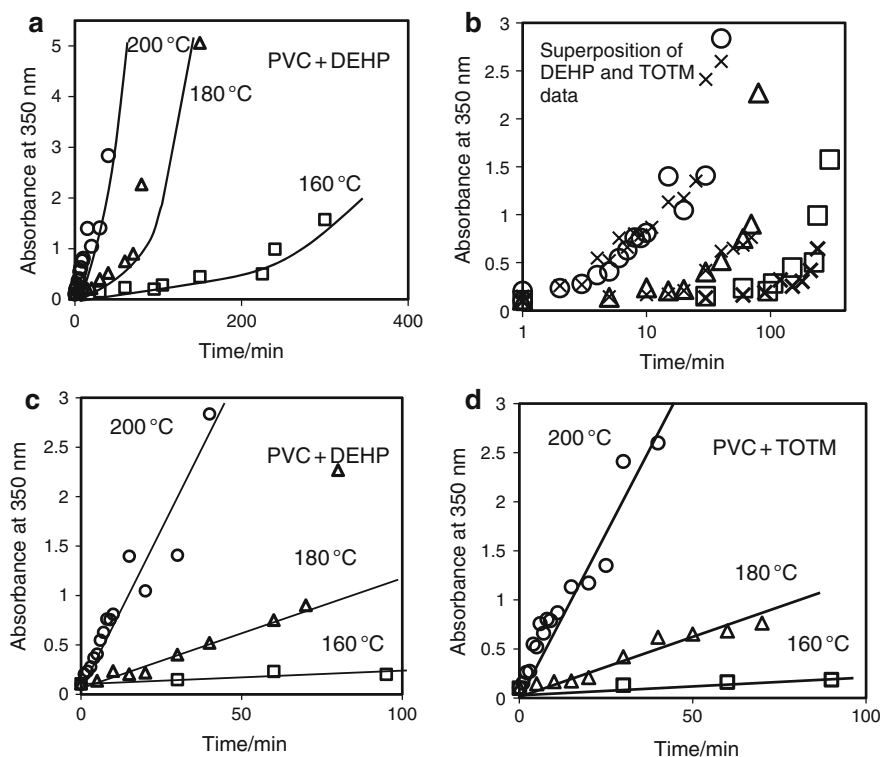 a
5
4
3
2
1
0
0
200
400
200 °C
180 °C
160 °C
PVC + DEHP
Absorbance at 350 nm
Time/min
b
3
2.5
2
1.5
1
0.5
0
1
10
100
Superposition of
DEHP and TOTM
data
Absorbance at 350 nm
Time/min
c
3
2.5
2
1.5
1
0.5
0
0
50
100
200 °C
PVC + DEHP
180 °C
160 °C
Absorbance at 350 nm
Time/min
d
3
2.5
2
1.5
1
0.5
0
0
50
100
200 °C
PVC + TOTM
180 °C
160 °C
Absorbance at 350 nm
Time/min